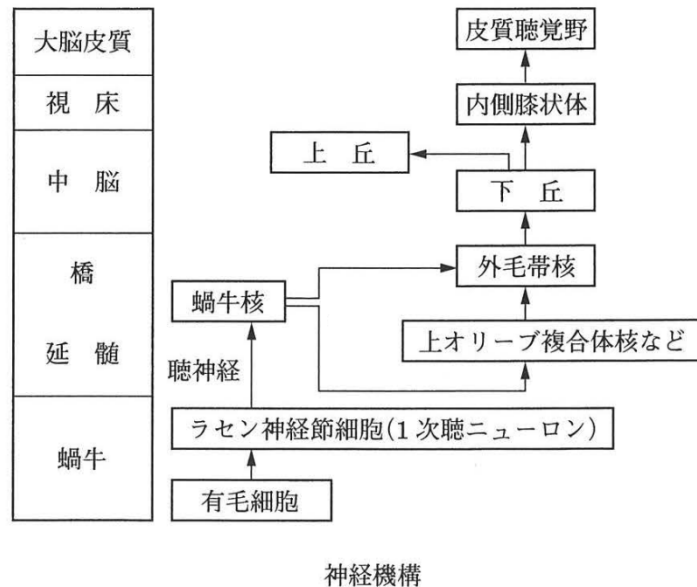 大脳皮質
視　床
中　脳
橋
延　髄
蝸牛
皮質聴覚野
内側膝状体
上　丘
下　丘
外毛帯核
蝸牛核
上オリーブ複合体核など
聴神経
ラセン神経節細胞(1次聴ニューロン)
有毛細胞
神経機構